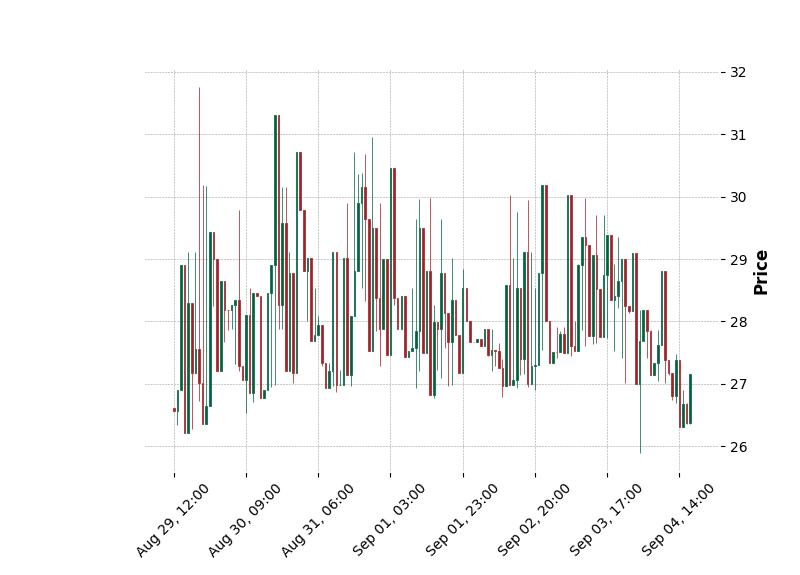 32
31
30
29
28
27
26
Price
Aug 29, 12:00
Aug 30, 09:00
Aug 31, 06:00
Sep 01, 03:00
Sep 01, 23:00
Sep 02, 20:00
Sep 03, 17:00
Sep 04, 14:00